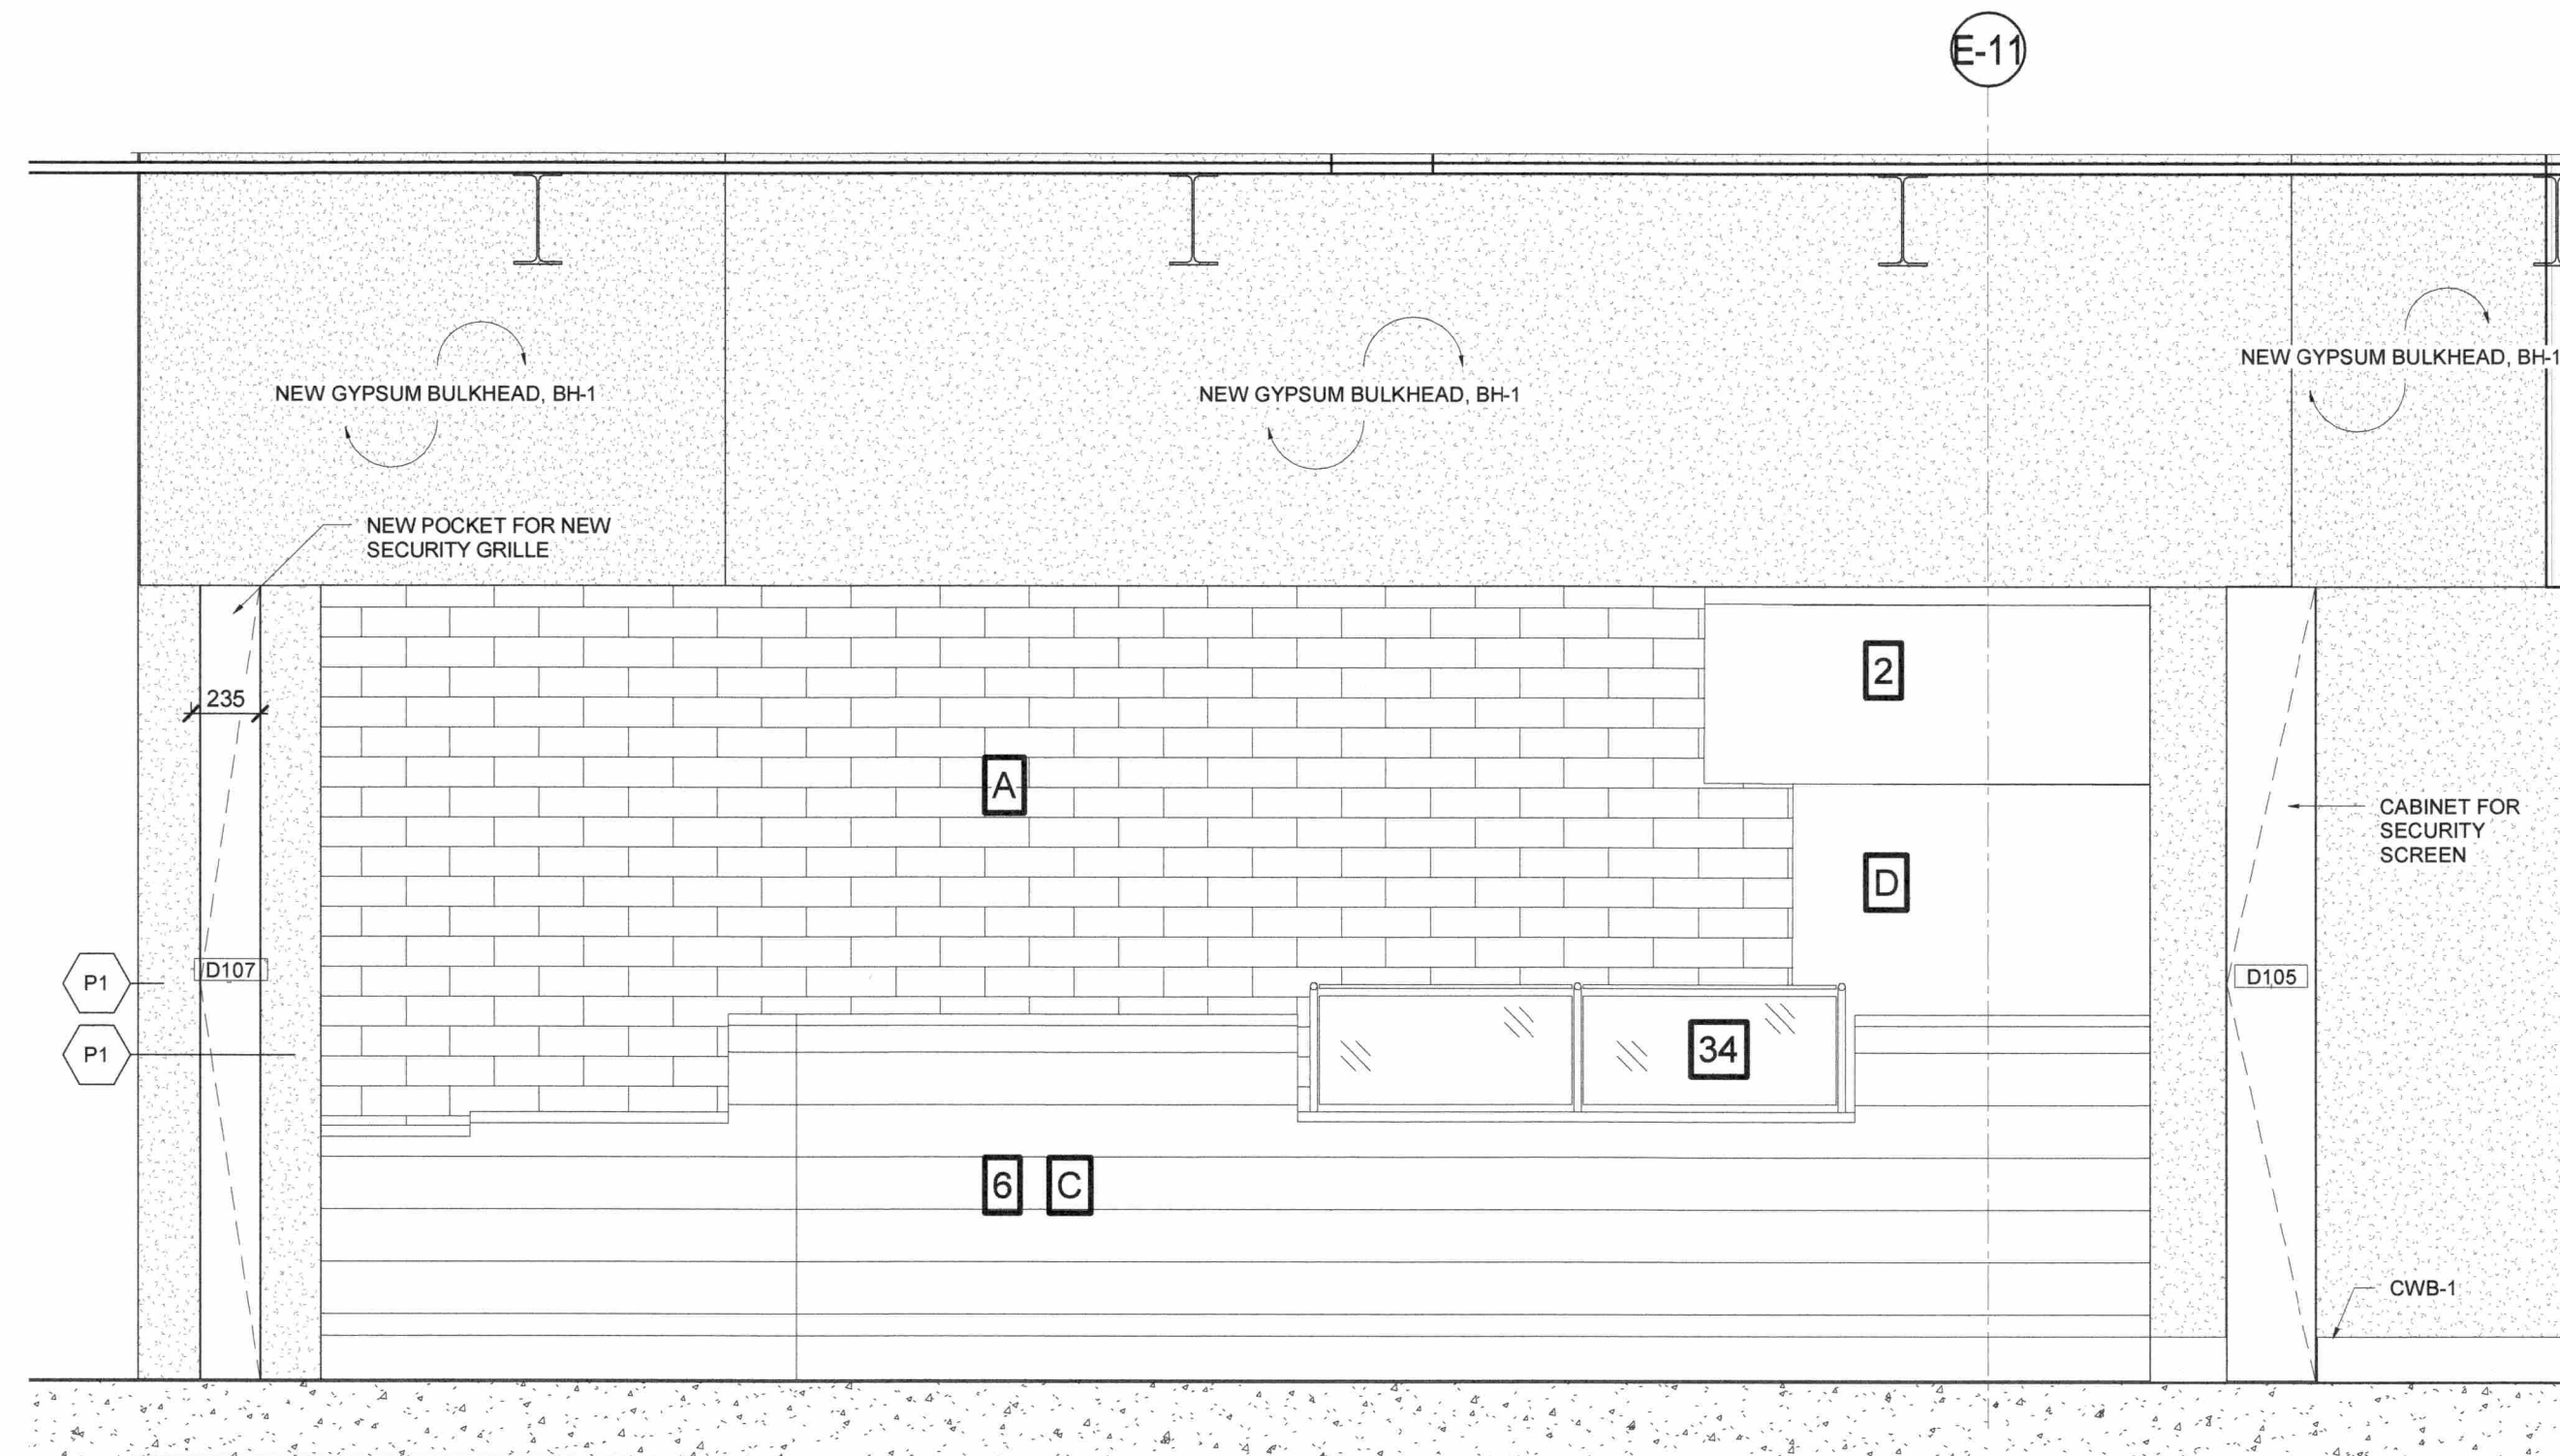 E-11
NEW GYPSUM BULKHEAD, BH-1
NEW GYPSUM BULKHEAD, BH-1
NEW GYPSUM BULKHEAD, BH-1
NEW POCKET FOR NEW
SECURITY GRILLE
235
2
A
D
CABINET FOR
SECURITY
SCREEN
D107
D105
P1
P1
34
6
C
CWB-1